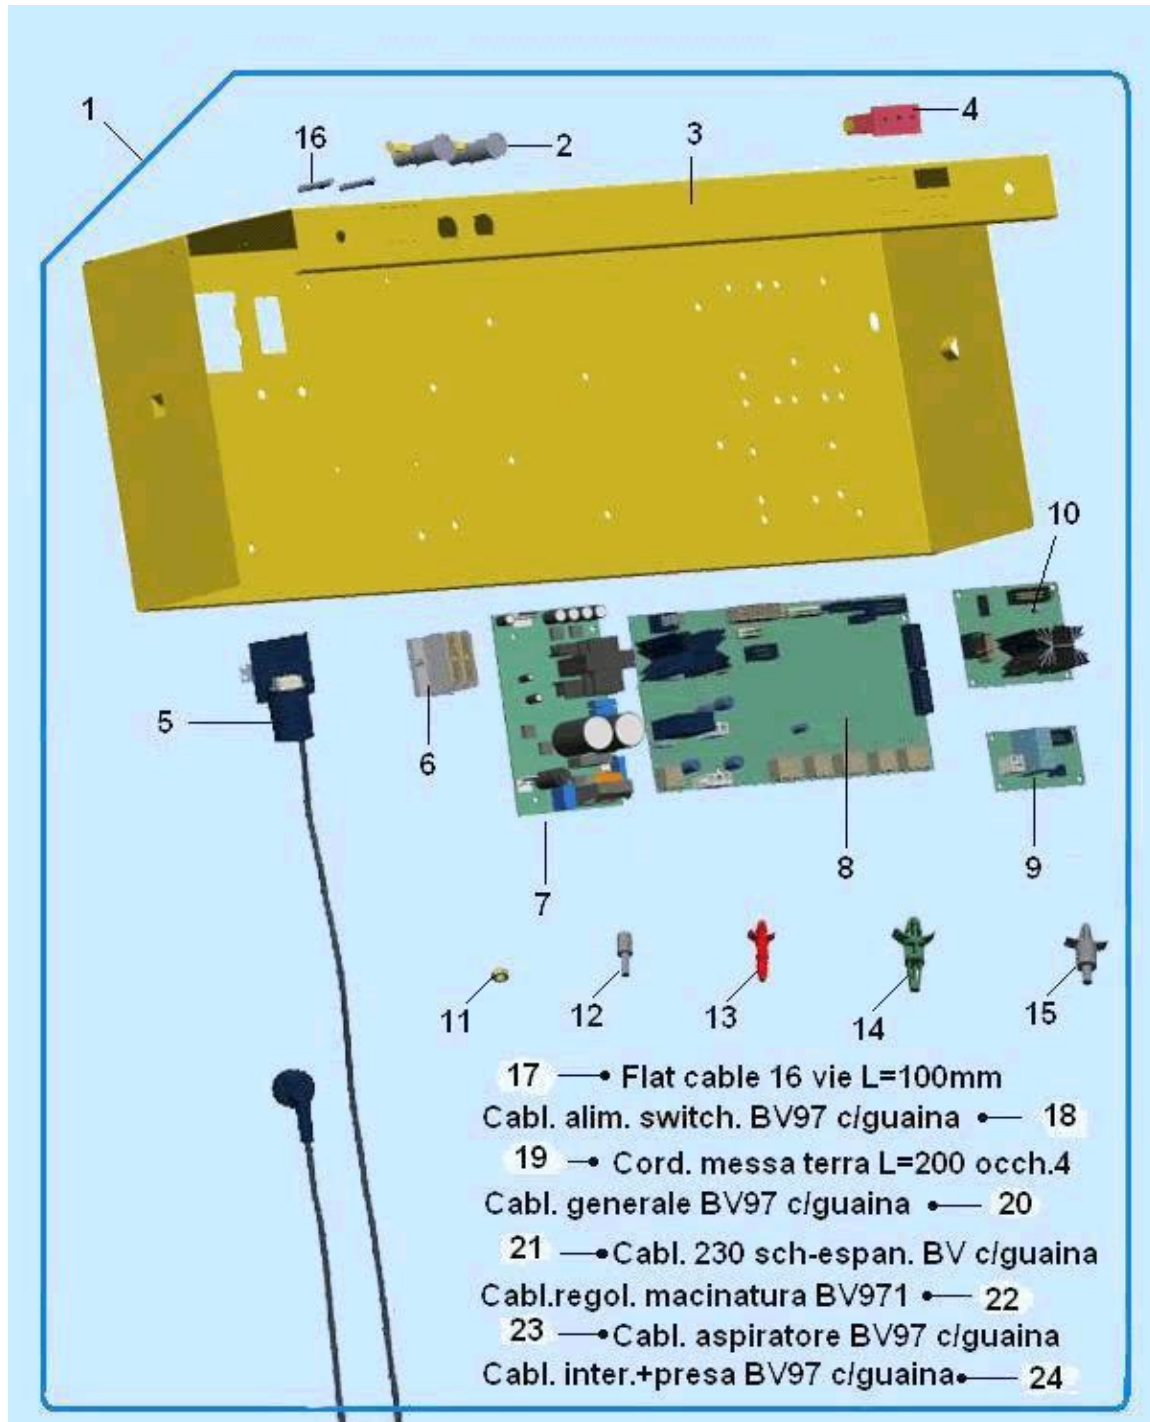 1
16
2
3
4
10
5
6
7
8
9
11
12
13
14
15
17 Flat cable 16 vie L=100mm
Cabl. alim. switch. BV97 c/guaina 18
19 Cord. messa terra L=200 occh.4
Cabl. generale BV97 c/guaina 20
21 Cabl. 230 sch-espan. BV c/guaina
Cabl.regol. macinatura BV971 22
23 Cabl. aspiratore BV97 c/guaina
Cabl. inter.+presa BV97 c/guaina 24